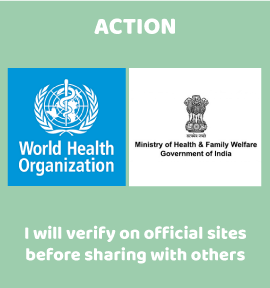 ACTION
World Health
Organization
Ministry of Health & Family Welfare
Government of India
I will verify on official sites
before sharing with others